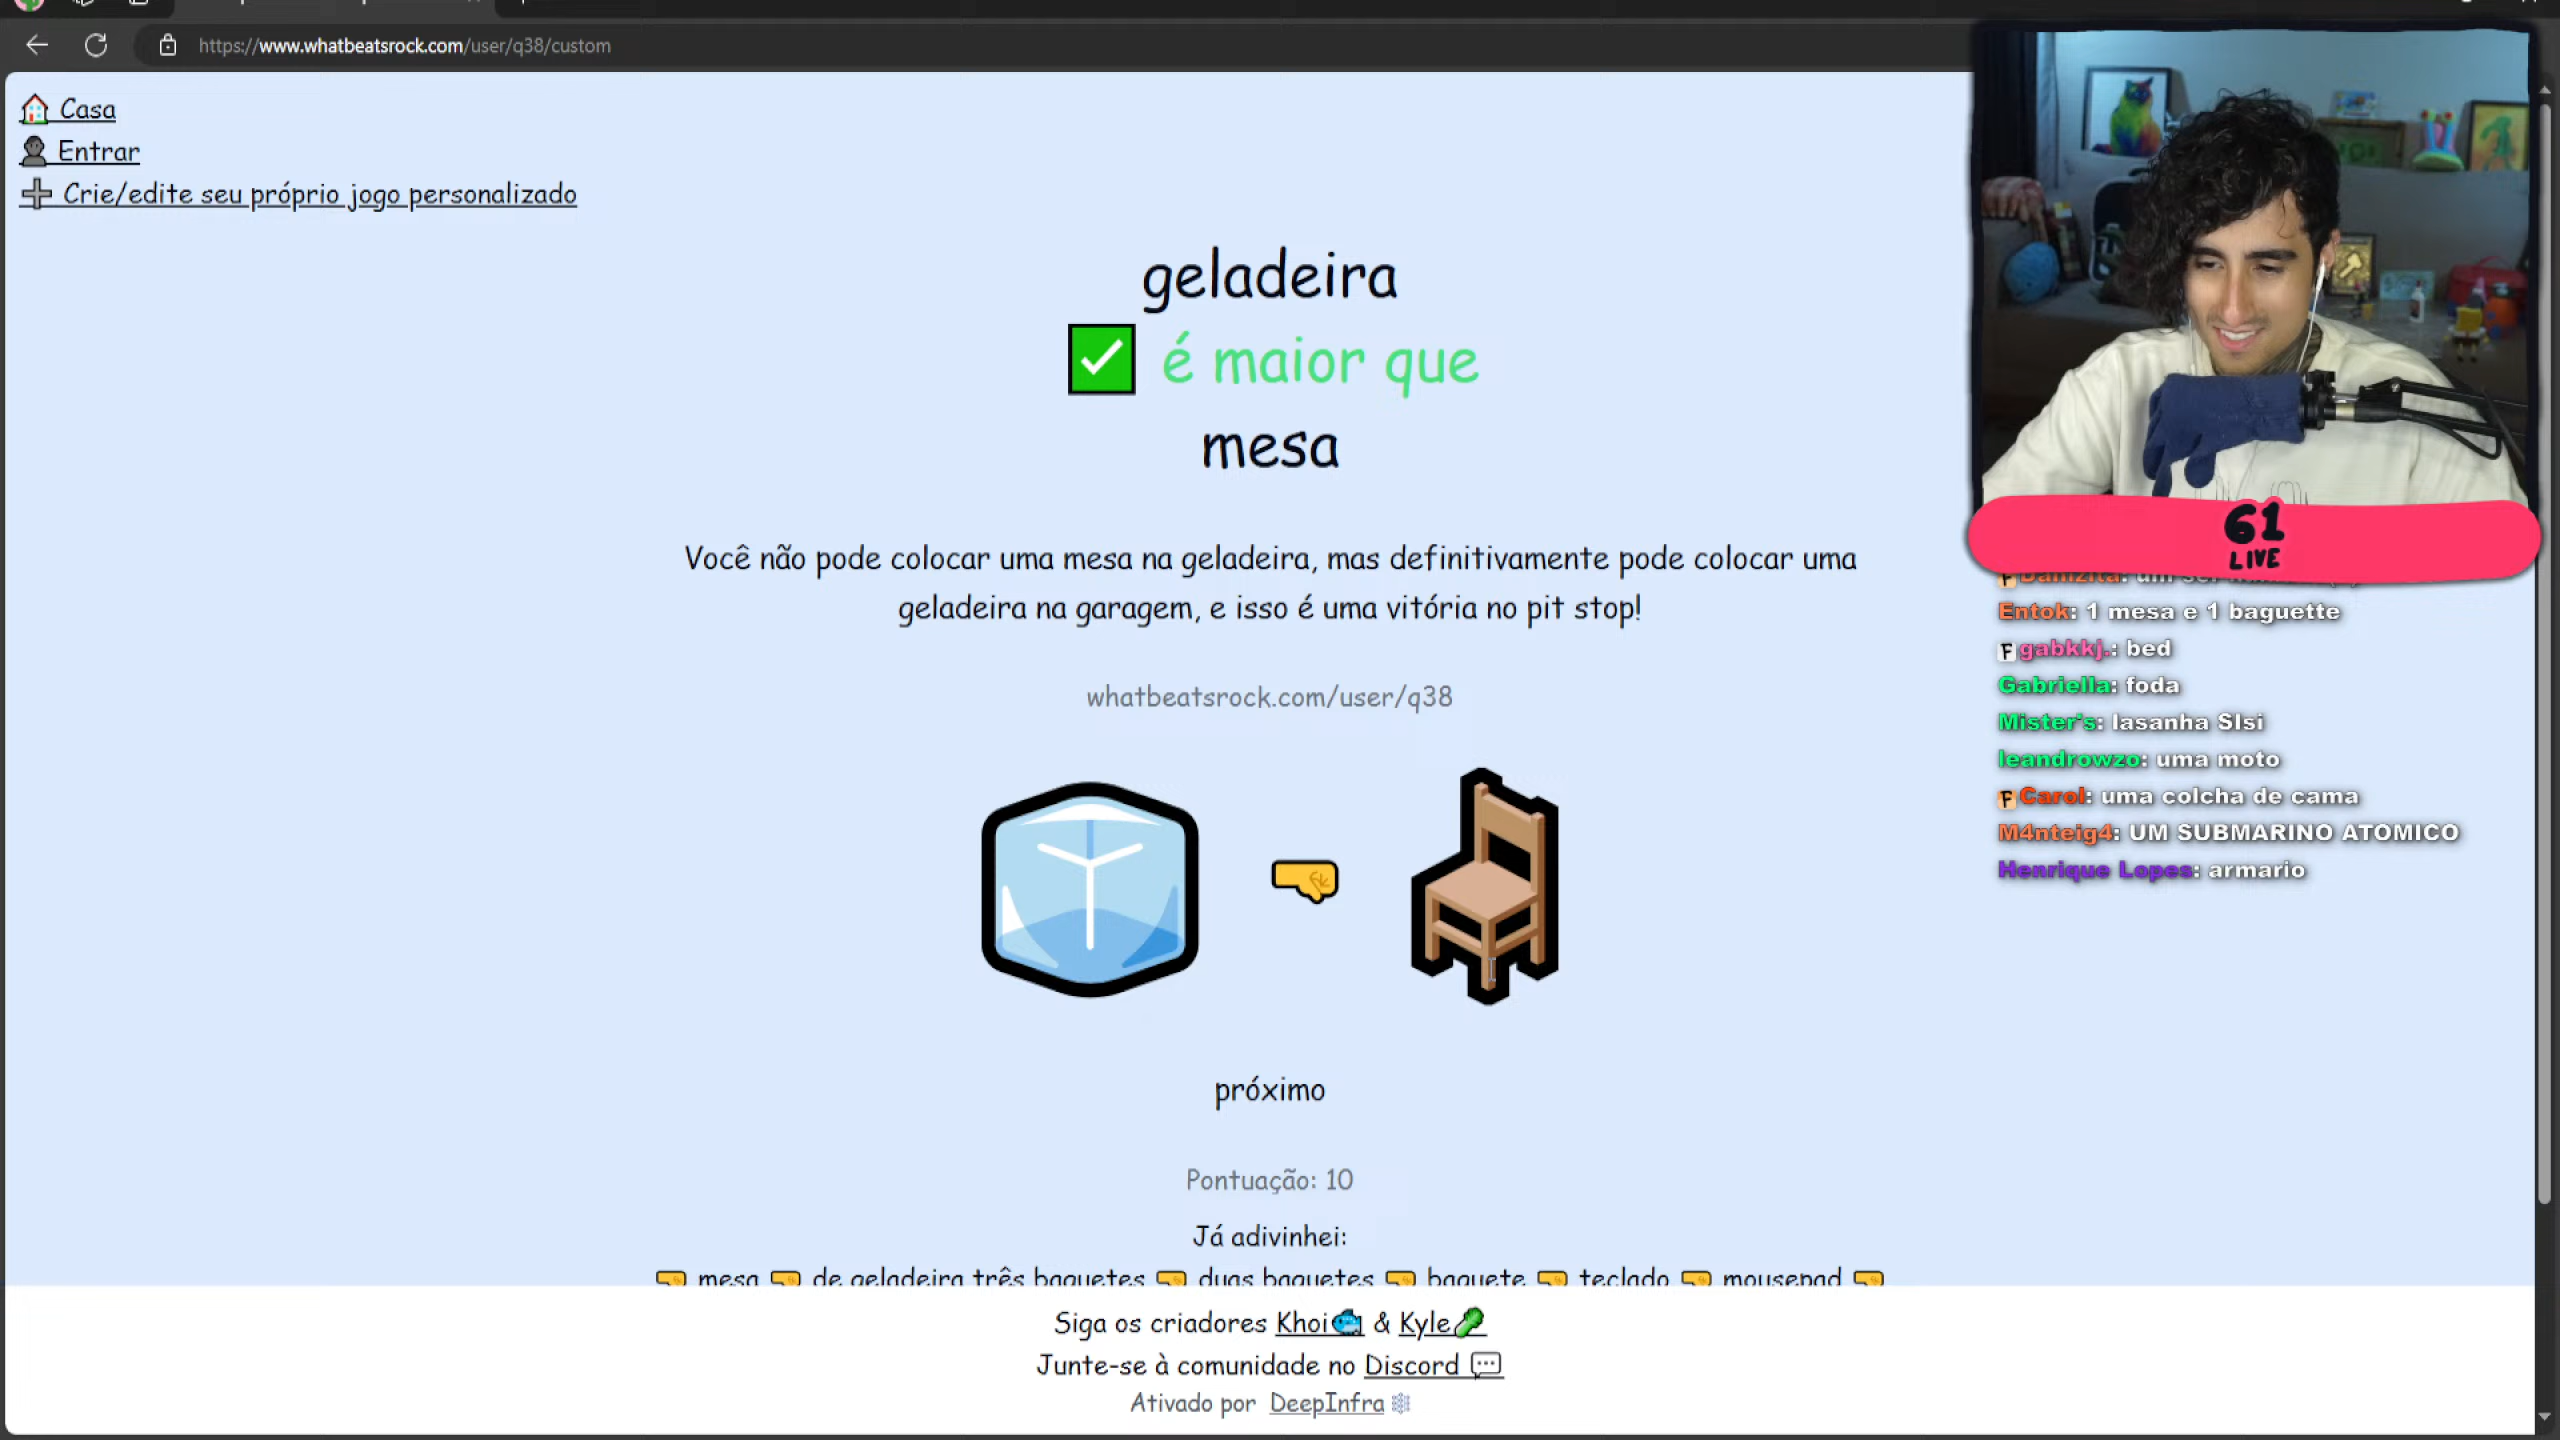 https://www.whatbeatsrock.com/user/q38/custom
Casa
Entrar
Crie/edite seu próprio jogo personalizado
geladeira
é maior que
mesa
Você não pode colocar uma mesa na geladeira, mas definitivamente pode colocar uma
geladeira na garagem, e isso é uma vitória no pit stop!
whatbeatsrock.com/user/q38
próximo
Pontuação: 10
Já adivinhei:
mesa de geladeira três baguetes duas baguetes baguete teclado mousepad
Siga os criadores Khoi & Kyle
Junte-se à comunidade no Discord
Ativado por DeepInfra
61
LIVE
Danizita: um
Entok: 1 mesa e 1 baguette
F gabkkj.: bed
Gabriella: foda
Mister's: lasanha SIsi
leandrowzo: uma moto
F Carol: uma colcha de cama
M4nteig4: UM SUBMARINO ATOMICO
Henrique Lopes: armario